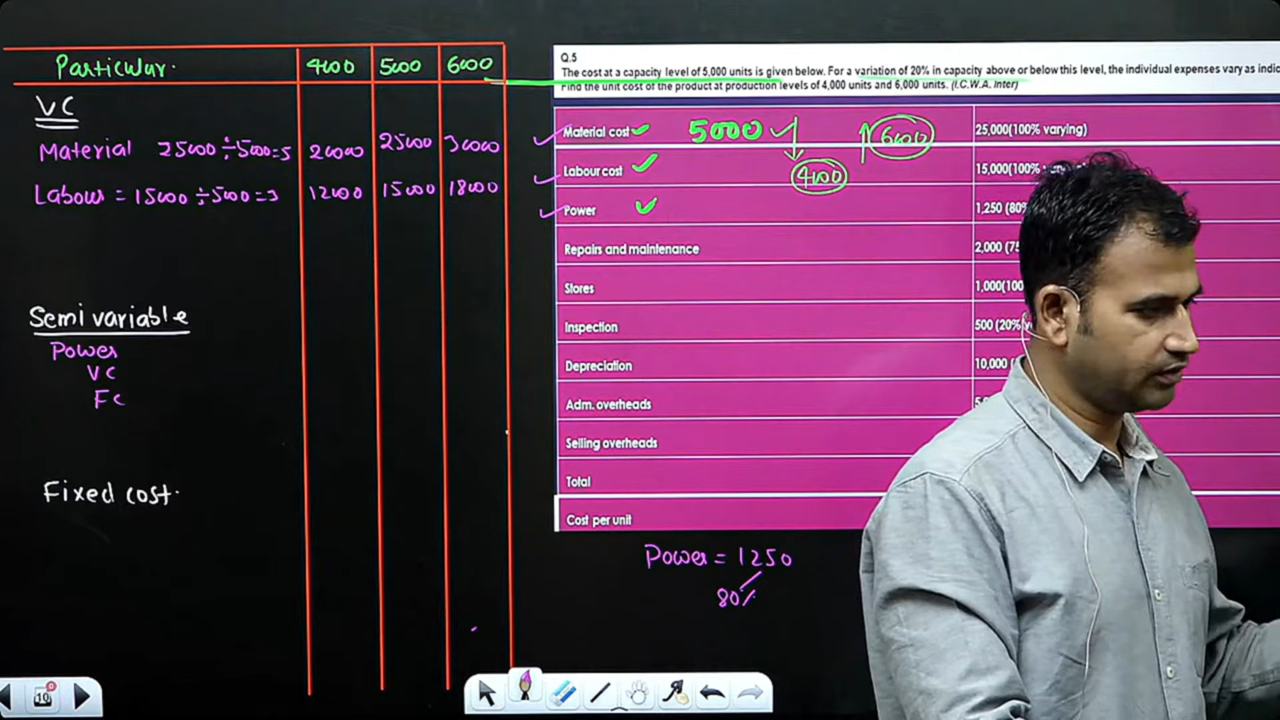 Particular. 4000 5000 6000
VC
Material 25000 ÷ 5000 = 5 20000 25000 30000
Labour = 15000 ÷ 5000 = 3 12000 15000 18000
Semi variable
Power
VC
FC
Fixed cost.
Q.5
The cost at a capacity level of 5,000 units is given below. For a variation of 20% in capacity above or below this level, the individual expenses vary as
Find the unit cost of the product at production levels of 4,000 units and 6,000 units. (I.C.W.A. Inter)
Material cost 5000 6000 25,000(100% varying)
Labour cost 4000 15,000(100%
Power 1,250 (80%
Repairs and maintenance 2,000 (75
Stores 1,000(100
Inspection 500 (20%
Depreciation 10,000 (
Adm. overheads
Selling overheads
Total
Cost per unit
Power = 1250
80%
10